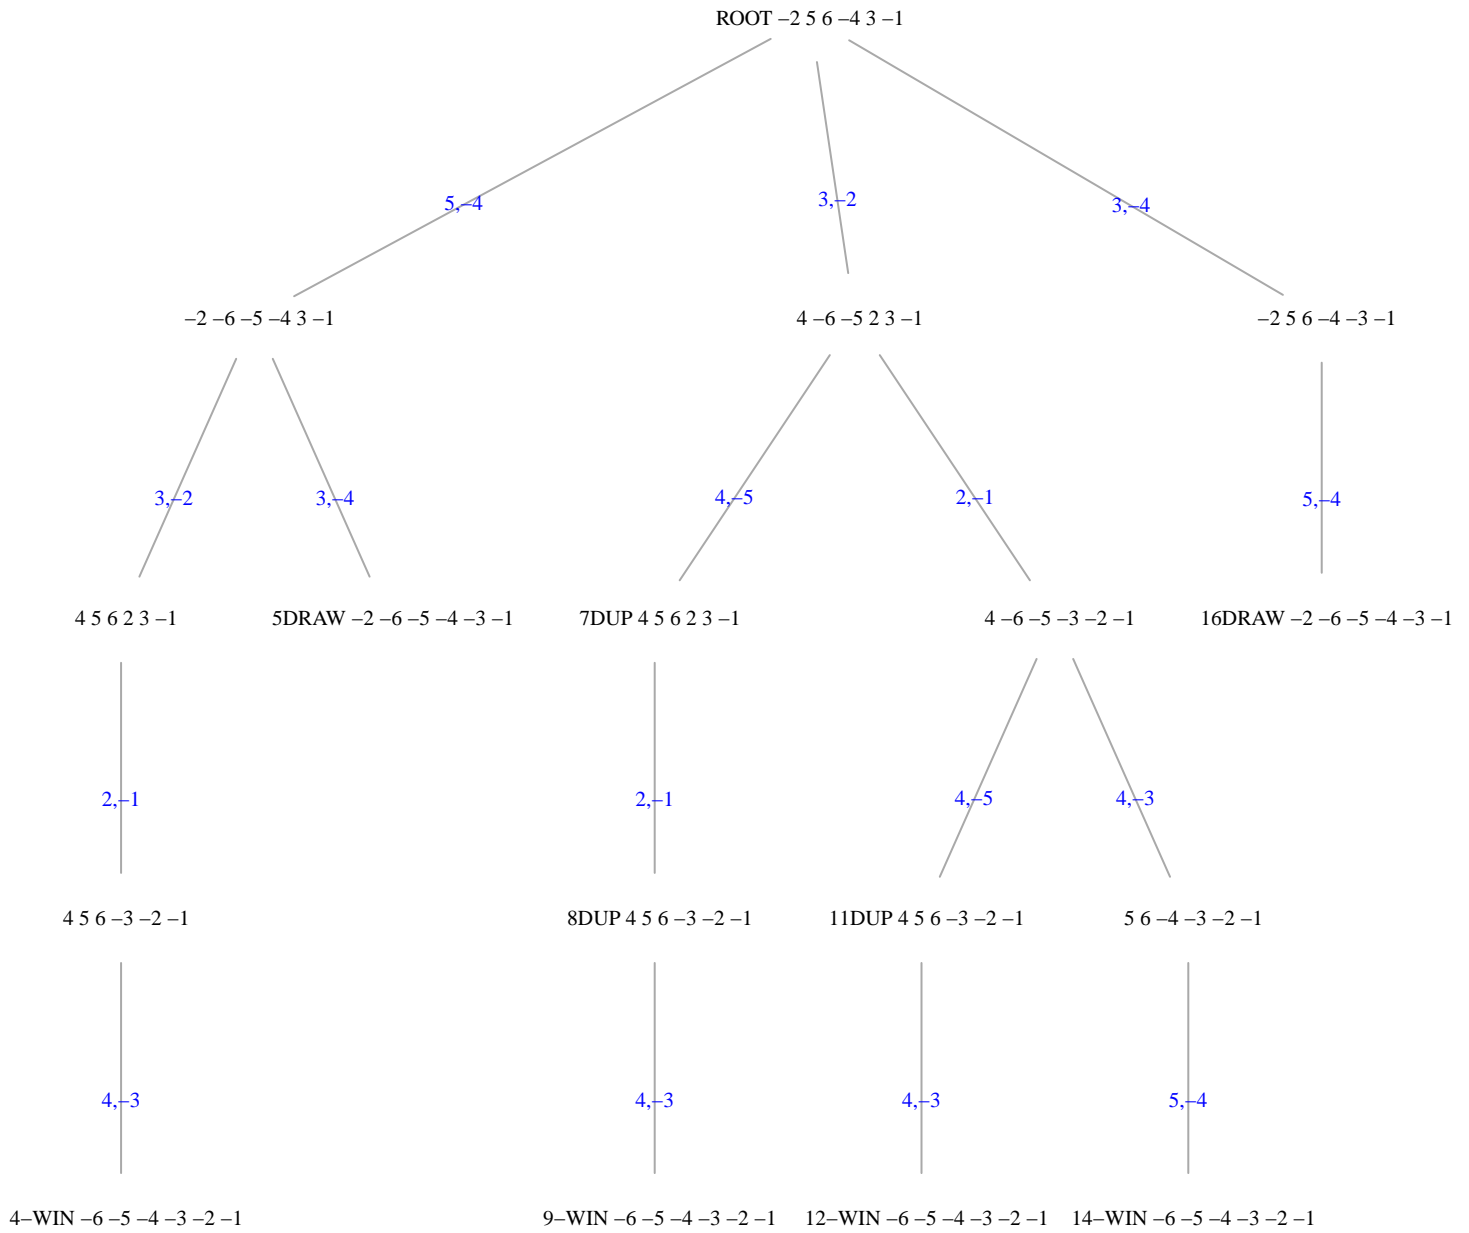 ROOT –2 5 6 –4 3 –1
5,–4
3,–2
3,–4
–2 –6 –5 –4 3 –1
4 –6 –5 2 3 –1
–2 5 6 –4 –3 –1
3,–2
3,–4
4,–5
2,–1
5,–4
4 5 6 2 3 –1
5DRAW –2 –6 –5 –4 –3 –1
7DUP 4 5 6 2 3 –1
4 –6 –5 –3 –2 –1
16DRAW –2 –6 –5 –4 –3 –1
2,–1
2,–1
4,–5
4,–3
4 5 6 –3 –2 –1
8DUP 4 5 6 –3 –2 –1
11DUP 4 5 6 –3 –2 –1
5 6 –4 –3 –2 –1
4,–3
4,–3
4,–3
5,–4
4–WIN –6 –5 –4 –3 –2 –1
9–WIN –6 –5 –4 –3 –2 –1
12–WIN –6 –5 –4 –3 –2 –1
14–WIN –6 –5 –4 –3 –2 –1